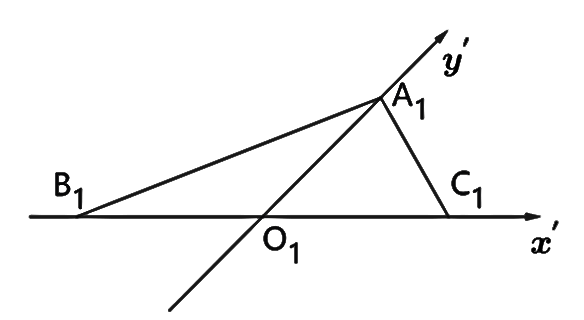 y′
A₁
B₁
C₁
O₁
x′